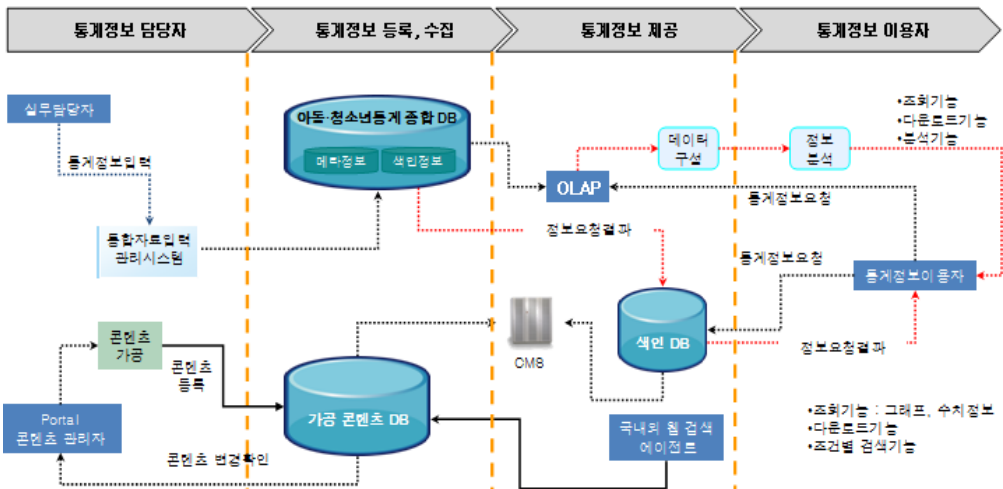 통계정보 담당자
통계정보 등록, 수집
통계정보 제공
통계정보 이용자
실무담당자
통계정보입력
통합자료입력
관리시스템
아동·청소년통계 종합 DB
메타정보
색인정보
OLAP
데이터
구성
정보
분석
•조회기능
•다운로드기능
•분석기능
통계정보요청
정보요청결과
통계정보요청
통계정보이용자
색인 DB
정보요청결과
CMS
콘텐츠
가공
콘텐츠
등록
Portal
콘텐츠 관리자
콘텐츠 변경확인
가공 콘텐츠 DB
국내외 웹 검색
에이전트
•조회기능 : 그래프, 수치정보
•다운로드기능
•조건별 검색기능